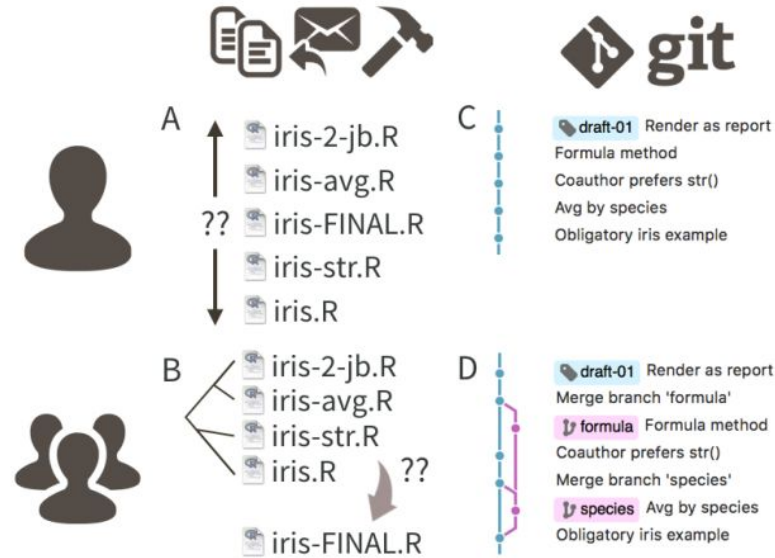 git
A
iris-2-jb.R
iris-avg.R
??
iris-FINAL.R
iris-str.R
iris.R
C
draft-01 Render as report
Formula method
Coauthor prefers str()
Avg by species
Obligatory iris example
B
iris-2-jb.R
iris-avg.R
iris-str.R
iris.R
??
iris-FINAL.R
D
draft-01 Render as report
Merge branch 'formula'
formula Formula method
Coauthor prefers str()
Merge branch 'species'
species Avg by species
Obligatory iris example